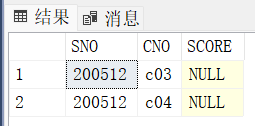 结果 消息
SNO CNO SCORE
1 200512 c03 NULL
2 200512 c04 NULL